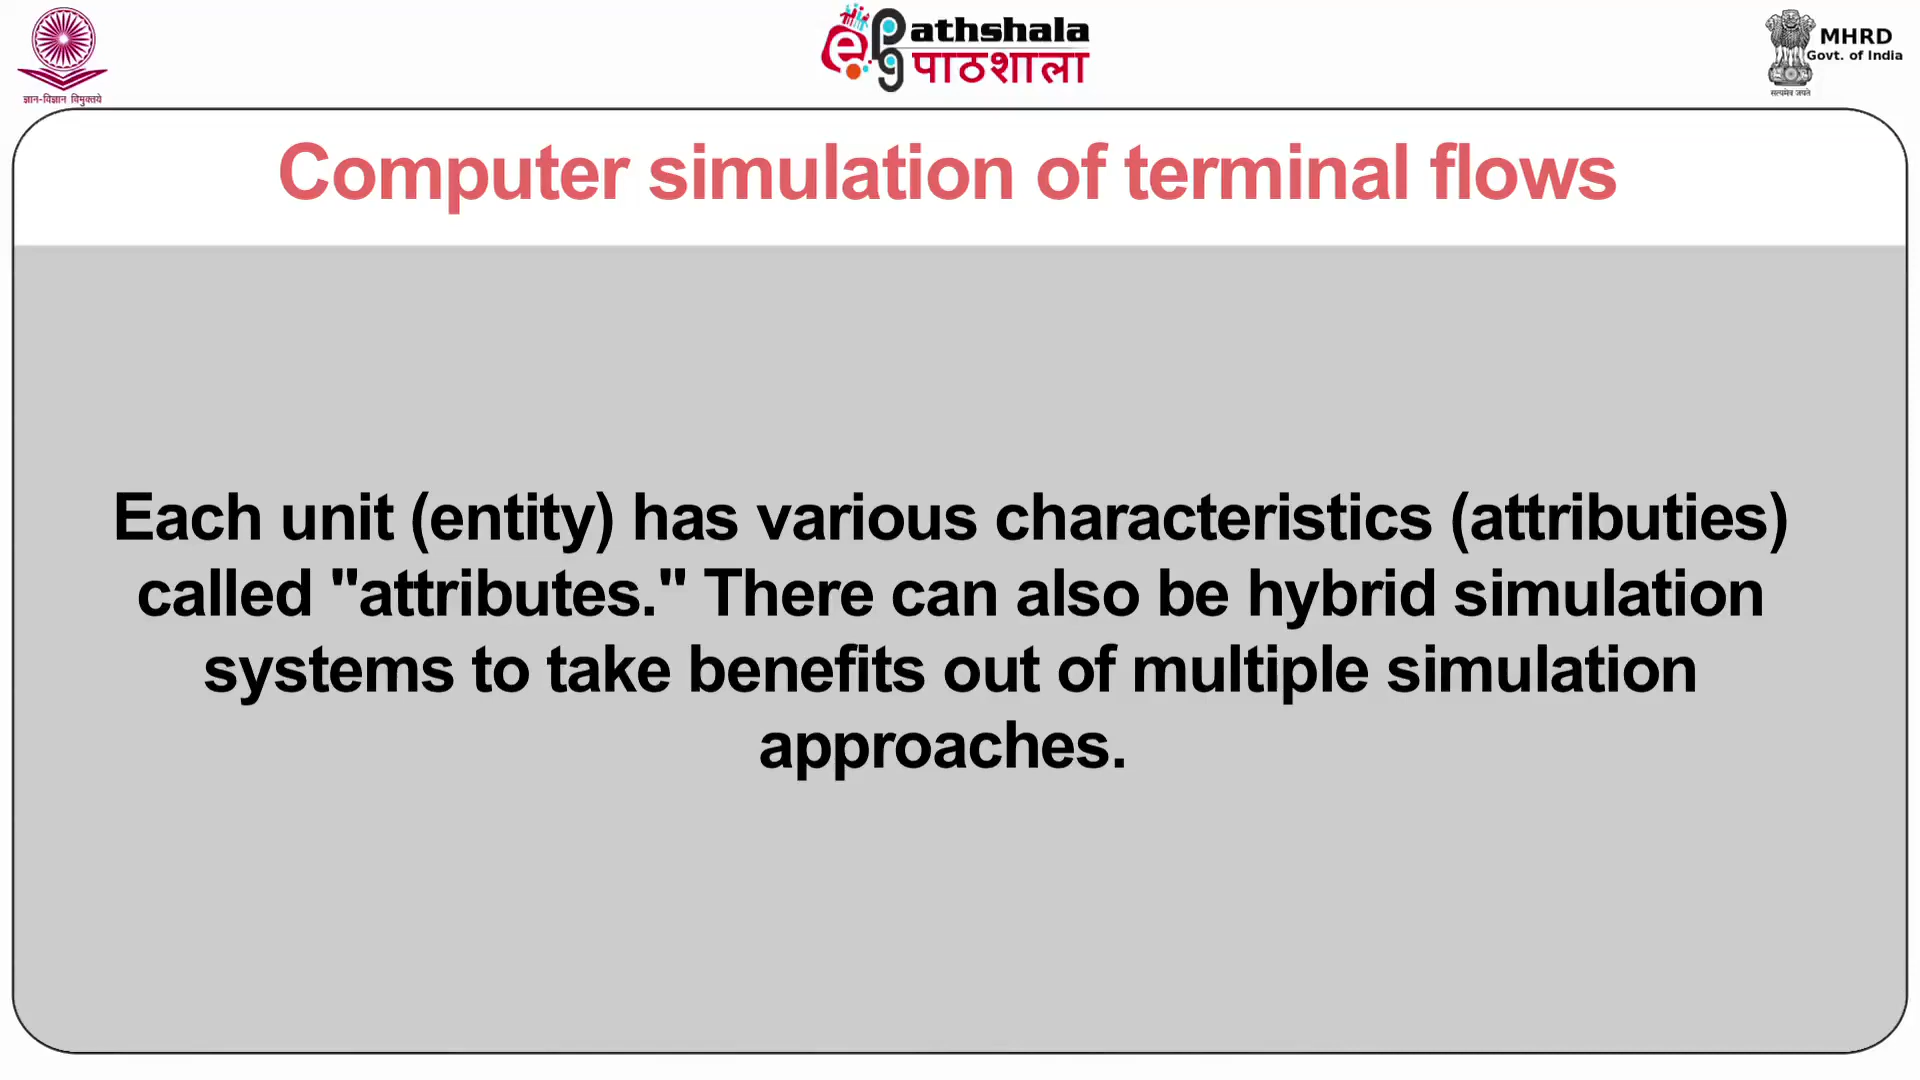 ज्ञान-विज्ञान विमुक्तये
ePGathshala
पाठशाला
MHRD
Govt. of India
सत्यमेव जयते
Computer simulation of terminal flows
Each unit (entity) has various characteristics (attributies)
called "attributes." There can also be hybrid simulation
systems to take benefits out of multiple simulation
approaches.